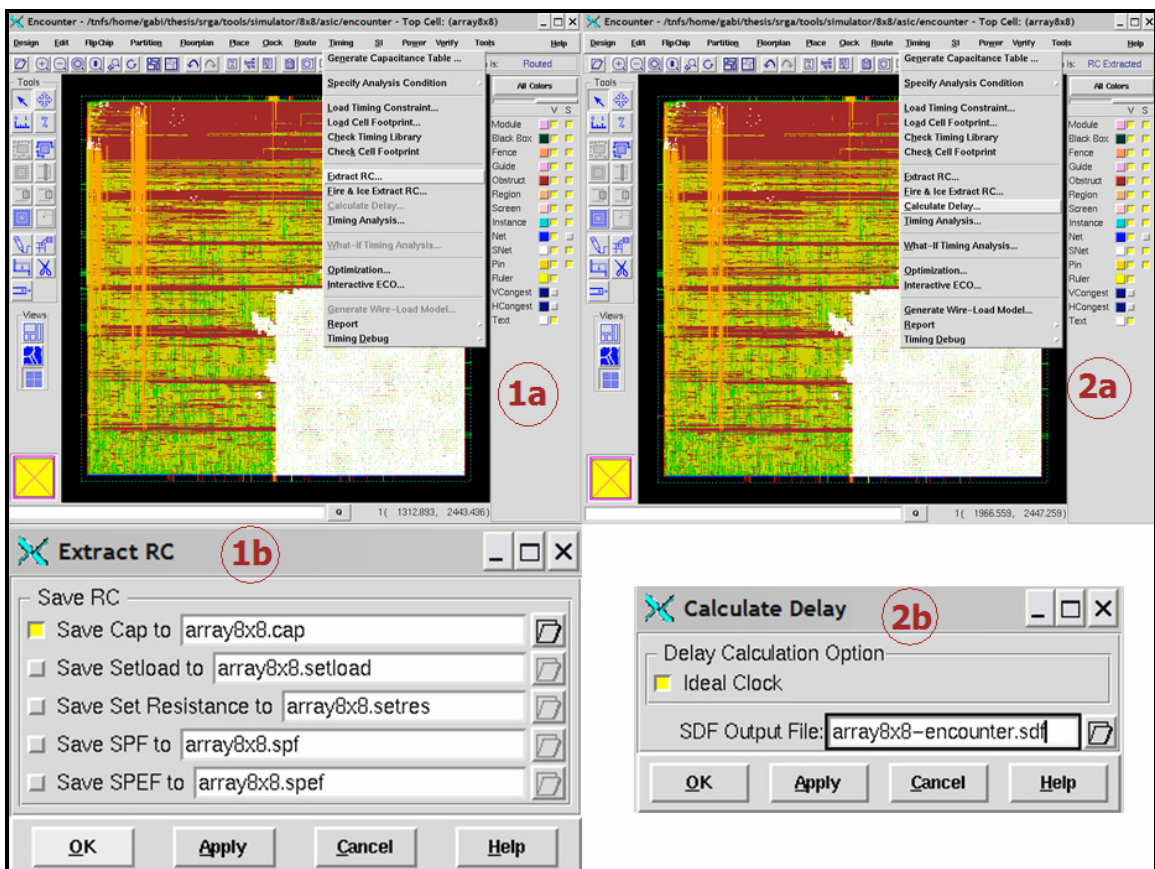 Encounter - /tnfs/home/gabi/thesis/srga/tools/simulator/8x8/asic/encounter - Top Cell: (array8x8)
Design Edit FlipChip Partition Floorplan Place Clock Route Timing SI Power Verify Tools Help
is: Routed
Tools
Generate Capacitance Table ...
Specify Analysis Condition
Load Timing Constraint...
Load Cell Footprint...
Check Timing Library
Check Cell Footprint
Extract RC...
Fire & Ice Extract RC...
Calculate Delay...
Timing Analysis...
What-If Timing Analysis...
Optimization...
Interactive ECO...
Generate Wire-Load Model...
Report
Timing Debug
All Colors
V S
Module
Black Box
Fence
Guide
Obstruct
Region
Screen
Instance
Net
SNet
Pin
Ruler
VCongest
HCongest
Text
Views
1a
Q 1( 1312.893, 2443.436)
Encounter - /tnfs/home/gabi/thesis/srga/tools/simulator/8x8/asic/encounter - Top Cell: (array8x8)
Design Edit FlipChip Partition Floorplan Place Clock Route Timing SI Power Verify Tools Help
is: RC Extracted
Tools
Generate Capacitance Table ...
Specify Analysis Condition
Load Timing Constraint...
Load Cell Footprint...
Check Timing Library
Check Cell Footprint
Extract RC...
Fire & Ice Extract RC...
Calculate Delay...
Timing Analysis...
What-If Timing Analysis...
Optimization...
Interactive ECO...
Generate Wire-Load Model...
Report
Timing Debug
All Colors
V S
Module
Black Box
Fence
Guide
Obstruct
Region
Screen
Instance
Net
SNet
Pin
Ruler
VCongest
HCongest
Text
Views
2a
Q 1( 1966.559, 2447.259)
Extract RC
1b
Save RC
Save Cap to array8x8.cap
Save Setload to array8x8.setload
Save Set Resistance to array8x8.setres
Save SPF to array8x8.spf
Save SPEF to array8x8.spef
OK Apply Cancel Help
Calculate Delay
2b
Delay Calculation Option
Ideal Clock
SDF Output File: array8x8-encounter.sdf
OK Apply Cancel Help